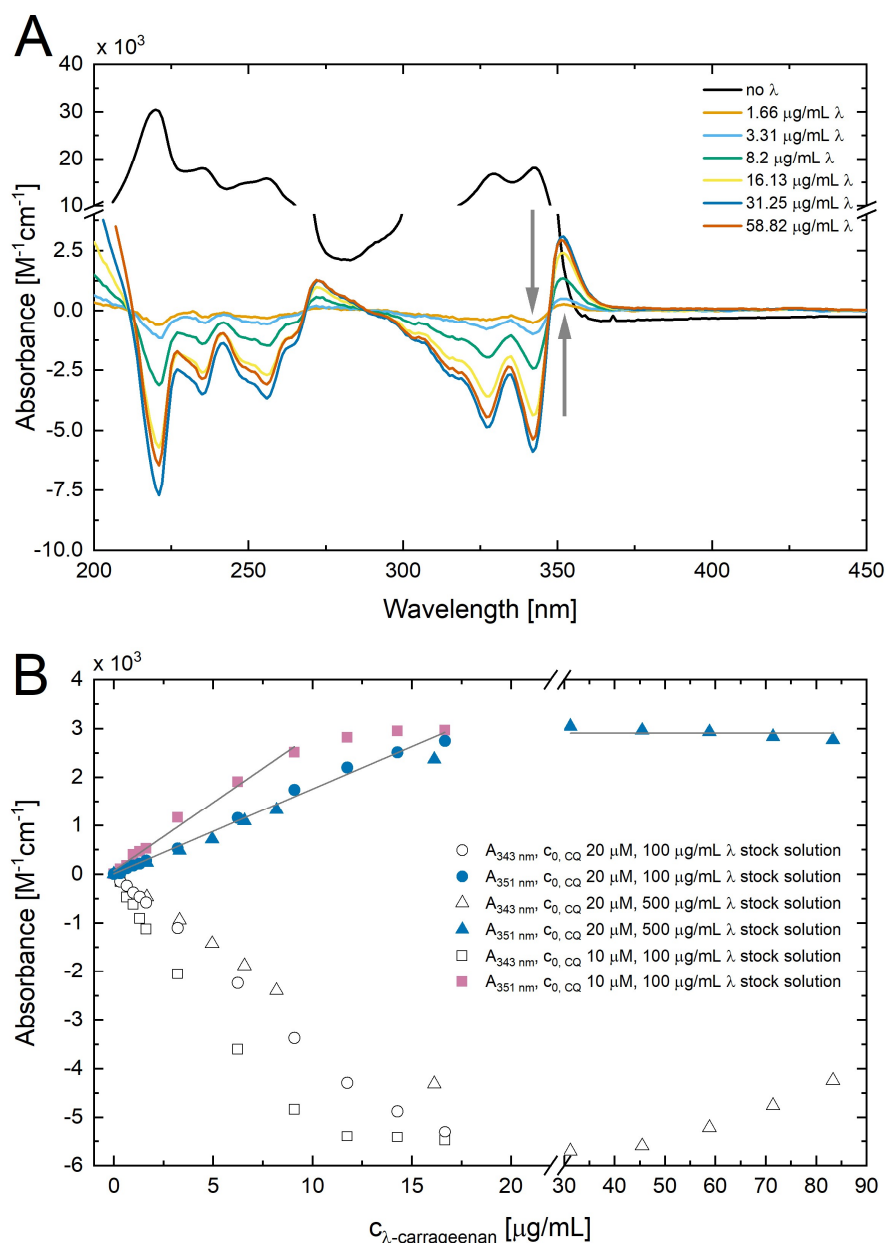 A
x 10³
40
30
20
10
2.5
0.0
-2.5
-5.0
-7.5
-10.0
Absorbance [M⁻¹cm⁻¹]
no λ
1.66 μg/mL λ
3.31 μg/mL λ
8.2 μg/mL λ
16.13 μg/mL λ
31.25 μg/mL λ
58.82 μg/mL λ
200 250 300 350 400 450
Wavelength [nm]
B
x 10³
4
3
2
1
0
-1
-2
-3
-4
-5
-6
Absorbance [M⁻¹cm⁻¹]
A₃₄₃ ₙₘ, c₀, CQ 20 μM, 100 μg/mL λ stock solution
A₃₅₁ ₙₘ, c₀, CQ 20 μM, 100 μg/mL λ stock solution
A₃₄₃ ₙₘ, c₀, CQ 20 μM, 500 μg/mL λ stock solution
A₃₅₁ ₙₘ, c₀, CQ 20 μM, 500 μg/mL λ stock solution
A₃₄₃ ₙₘ, c₀, CQ 10 μM, 100 μg/mL λ stock solution
A₃₅₁ ₙₘ, c₀, CQ 10 μM, 100 μg/mL λ stock solution
0 5 10 15 20 30 40 50 60 70 80 90
cλ-carrageenan [μg/mL]